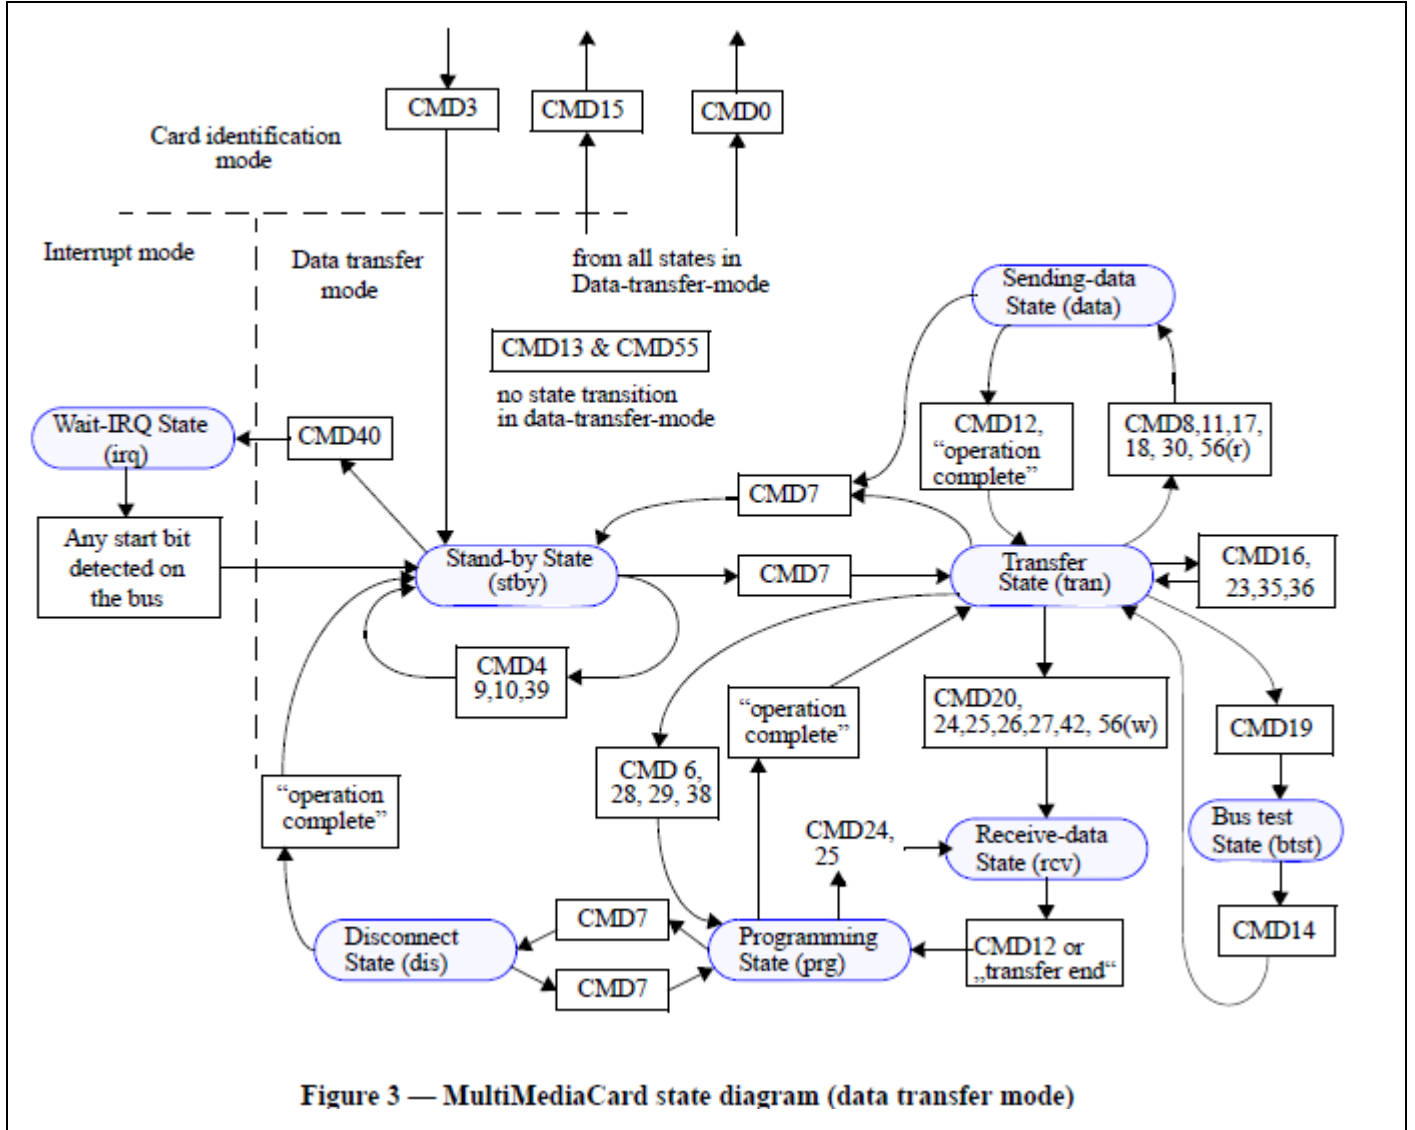 CMD3
CMD15
CMD0
Card identification
mode
Interrupt mode
Data transfer
mode
from all states in
Data-transfer-mode
Sending-data
State (data)
CMD13 & CMD55
no state transition
in data-transfer-mode
Wait-IRQ State
(irq)
CMD40
CMD12,
“operation
complete”
CMD8,11,17,
18, 30, 56(r)
CMD7
Any start bit
detected on
the bus
Stand-by State
(stby)
CMD7
Transfer
State (tran)
CMD16,
23,35,36
CMD4
9,10,39
“operation
complete”
CMD20,
24,25,26,27,42, 56(w)
CMD19
CMD 6,
28, 29, 38
“operation
complete”
CMD24,
25
Receive-data
State (rcv)
Bus test
State (btst)
CMD7
Disconnect
State (dis)
Programming
State (prg)
CMD12 or
„transfer end“
CMD14
CMD7
Figure 3 — MultiMediaCard state diagram (data transfer mode)